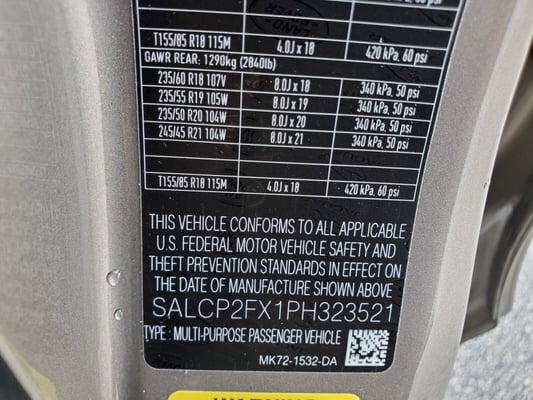 LAND-
ROVER
T155/85 R18 115M 4.0J x 18 420 kPa, 60 psi
GAWR REAR: 1290kg (2840lb)
235/60 R18 107V 8.0J x 18 340 kPa, 50 psi
235/55 R19 105W 8.0J x 19 340 kPa, 50 psi
235/50 R20 104W 8.0J x 20 340 kPa, 50 psi
245/45 R21 104W 8.0J x 21 340 kPa, 50 psi
T155/85 R18 115M 4.0J x 18 420 kPa, 60 psi
THIS VEHICLE CONFORMS TO ALL APPLICABLE
U.S. FEDERAL MOTOR VEHICLE SAFETY AND
THEFT PREVENTION STANDARDS IN EFFECT ON
THE DATE OF MANUFACTURE SHOWN ABOVE
SALCP2FX1PH323521
TYPE : MULTI-PURPOSE PASSENGER VEHICLE
MK72-1532-DA
WARNING